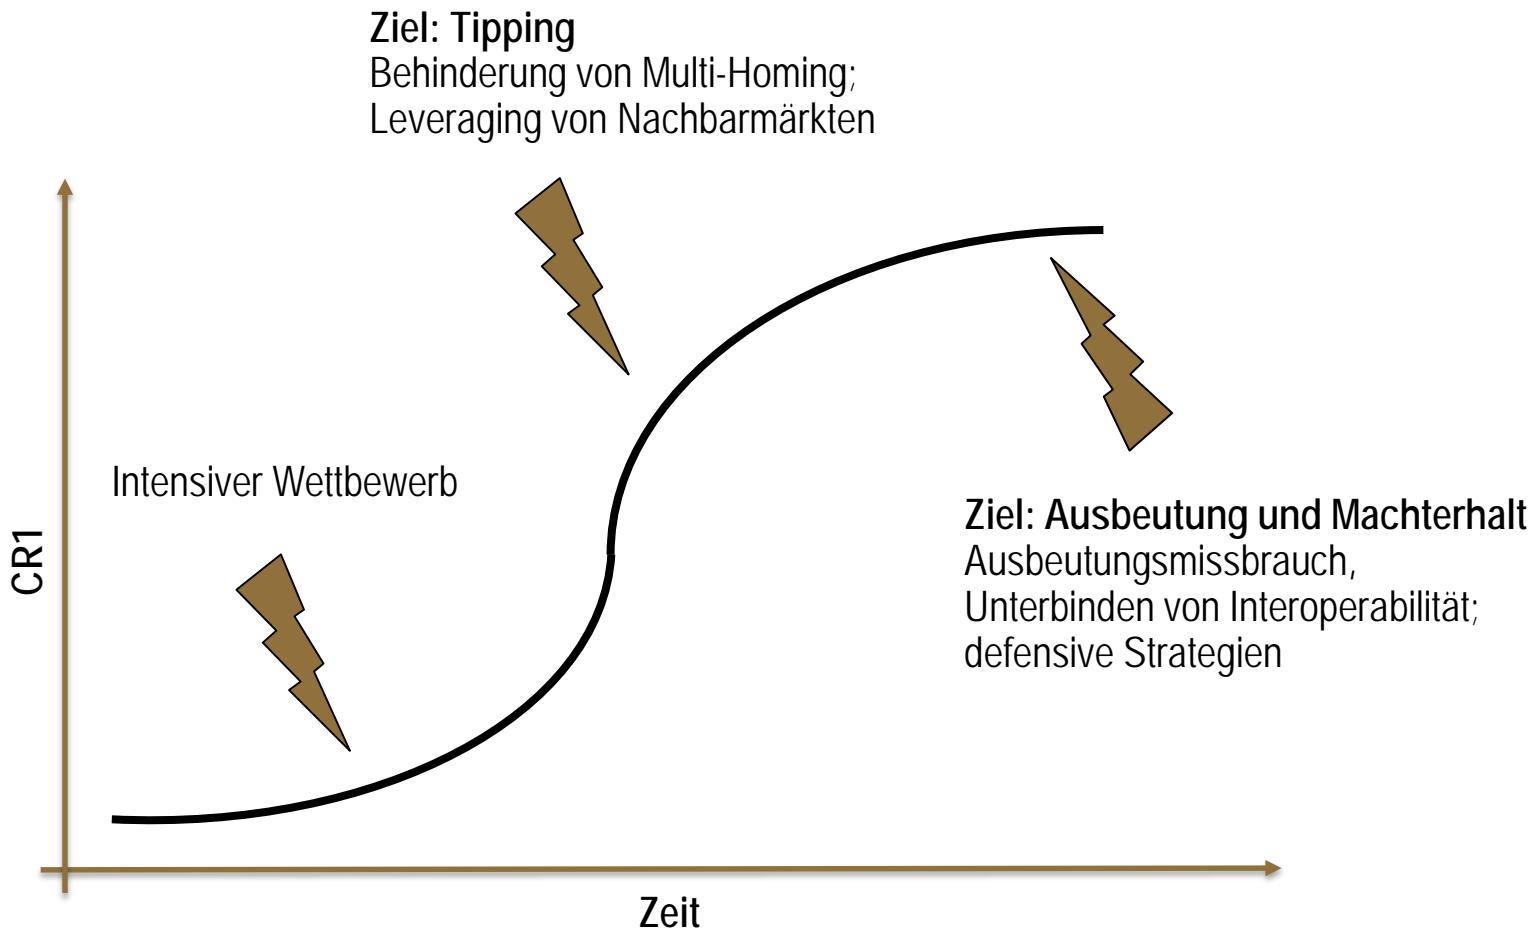 Ziel: Tipping
Behinderung von Multi-Homing;
Leveraging von Nachbarmärkten
Intensiver Wettbewerb
CR1
Ziel: Ausbeutung und Machterhalt
Ausbeutungsmissbrauch,
Unterbinden von Interoperabilität;
defensive Strategien
Zeit